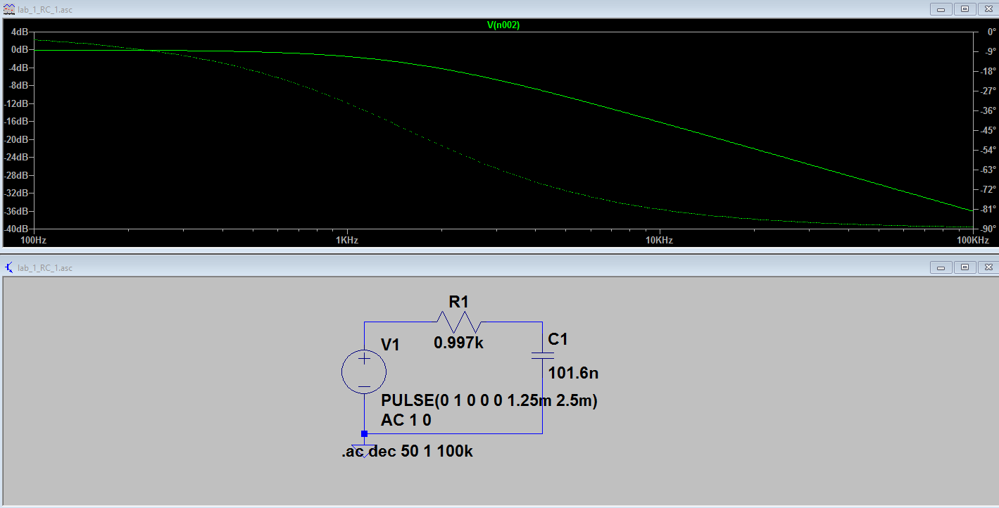 lab_1_RC_1.asc
V(n002)
4dB
0dB
-4dB
-8dB
-12dB
-16dB
-20dB
-24dB
-28dB
-32dB
-36dB
-40dB
0°
-9°
-18°
-27°
-36°
-45°
-54°
-63°
-72°
-81°
-90°
100Hz
1KHz
10KHz
100KHz
lab_1_RC_1.asc
R1
0.997k
C1
101.6n
V1
PULSE(0 1 0 0 0 1.25m 2.5m)
AC 1 0
.ac dec 50 1 100k